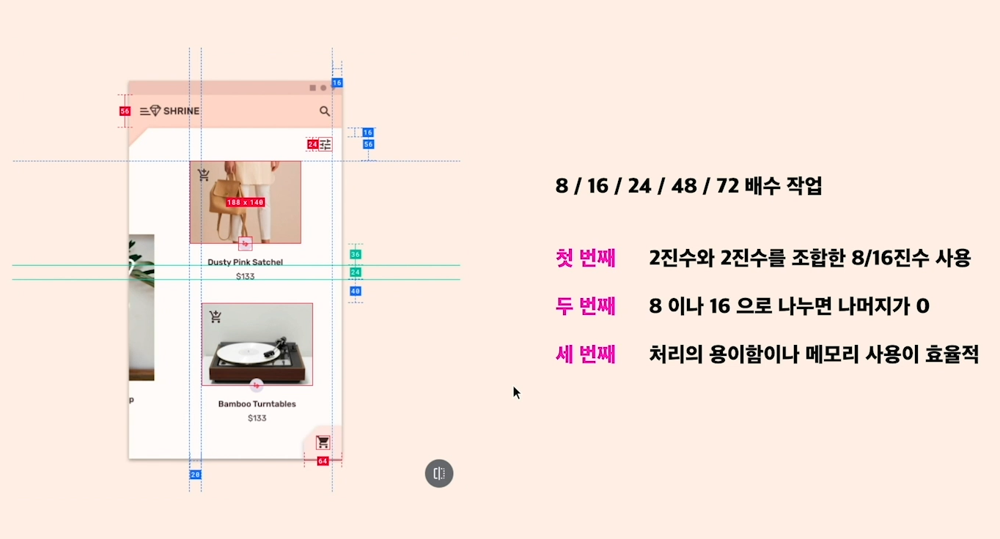 16
56
SHRINE
16
24
56
188 x 140
36
Dusty Pink Satchel
24
$133
40
p
Bamboo Turntables
$133
64
20
8 / 16 / 24 / 48 / 72 배수 작업
첫 번째 2진수와 2진수를 조합한 8/16진수 사용
두 번째 8 이나 16 으로 나누면 나머지가 0
세 번째 처리의 용이함이나 메모리 사용이 효율적